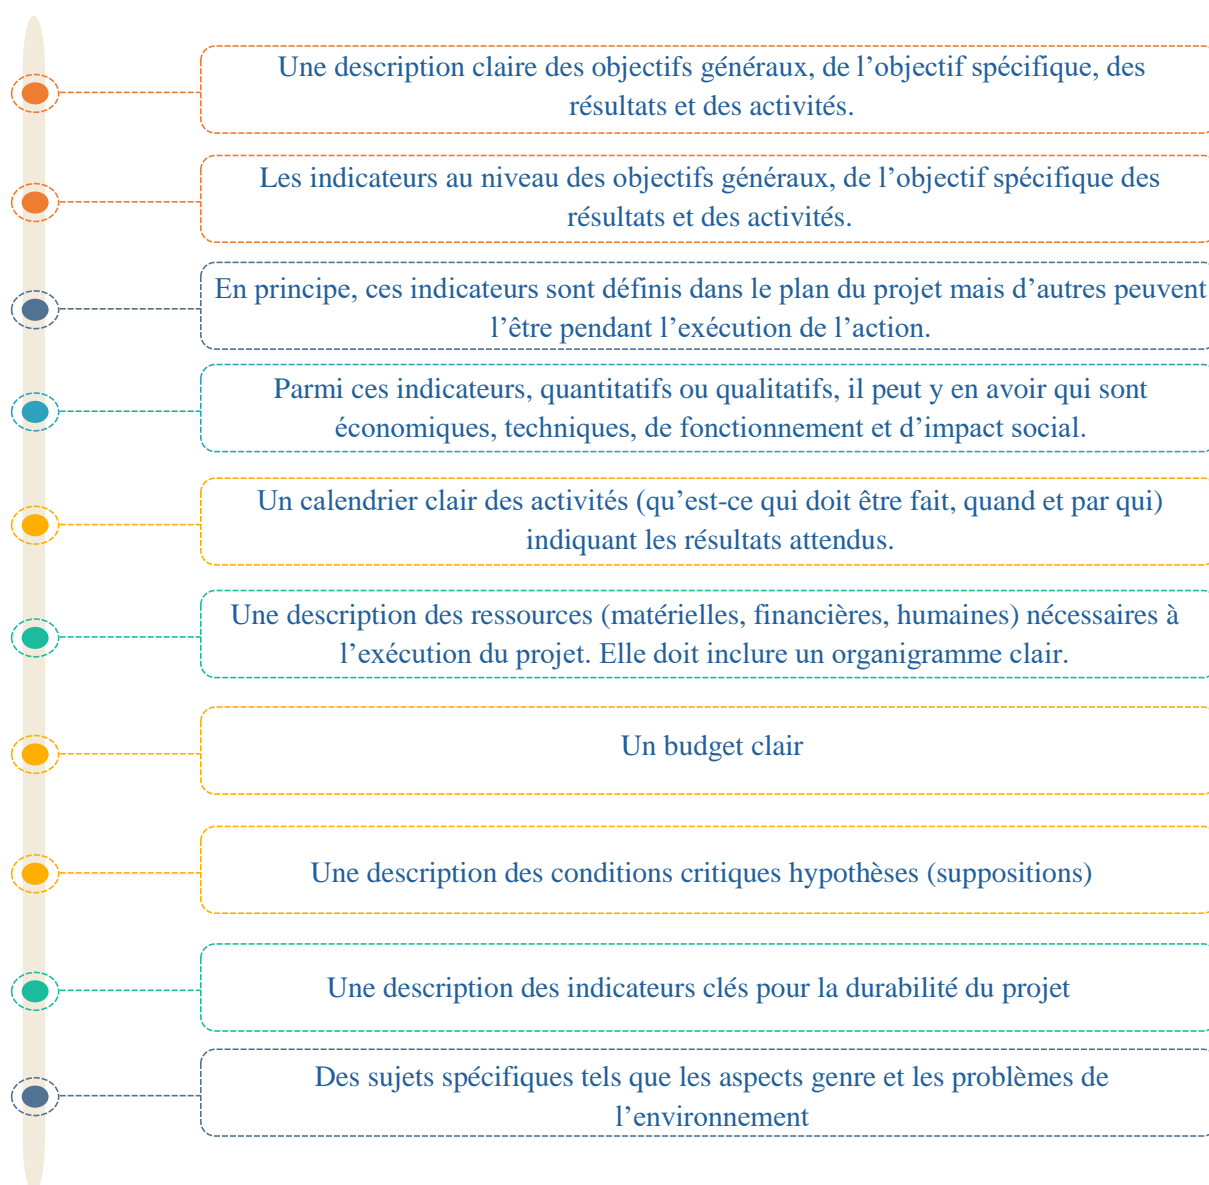 Une description claire des objectifs généraux, de l’objectif spécifique, des
résultats et des activités.
Les indicateurs au niveau des objectifs généraux, de l’objectif spécifique des
résultats et des activités.
En principe, ces indicateurs sont définis dans le plan du projet mais d’autres peuvent
l’être pendant l’exécution de l’action.
Parmi ces indicateurs, quantitatifs ou qualitatifs, il peut y en avoir qui sont
économiques, techniques, de fonctionnement et d’impact social.
Un calendrier clair des activités (qu’est-ce qui doit être fait, quand et par qui)
indiquant les résultats attendus.
Une description des ressources (matérielles, financières, humaines) nécessaires à
l’exécution du projet. Elle doit inclure un organigramme clair.
Un budget clair
Une description des conditions critiques hypothèses (suppositions)
Une description des indicateurs clés pour la durabilité du projet
Des sujets spécifiques tels que les aspects genre et les problèmes de
l’environnement